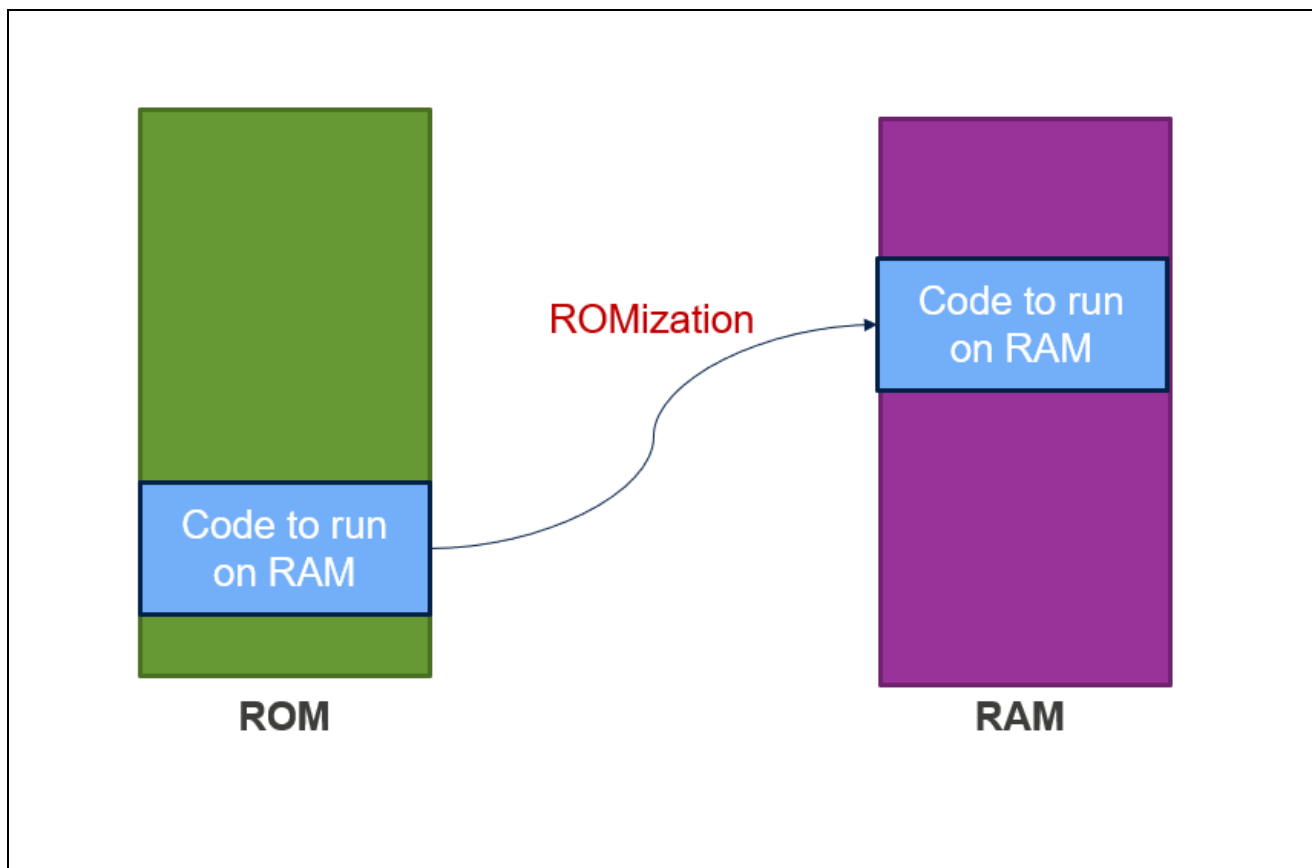 ROMization
Code to run
on RAM
Code to run
on RAM
ROM
RAM